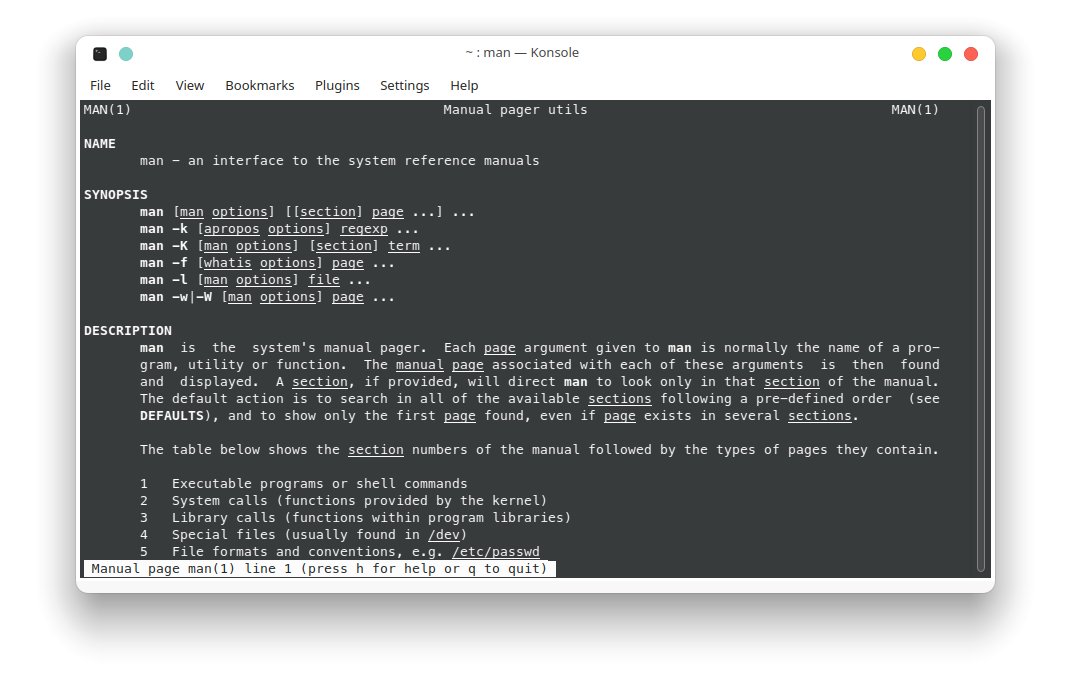 ~ : man — Konsole
File Edit View Bookmarks Plugins Settings Help
MAN(1) Manual pager utils MAN(1)
NAME
man − an interface to the system reference manuals
SYNOPSIS
man [man options] [[section] page ...] ...
man −k [apropos options] regexp ...
man −K [man options] [section] term ...
man −f [whatis options] page ...
man −l [man options] file ...
man −w|−W [man options] page ...
DESCRIPTION
man is the system's manual pager. Each page argument given to man is normally the name of a pro−
gram, utility or function. The manual page associated with each of these arguments is then found
and displayed. A section, if provided, will direct man to look only in that section of the manual.
The default action is to search in all of the available sections following a pre−defined order (see
DEFAULTS), and to show only the first page found, even if page exists in several sections.
The table below shows the section numbers of the manual followed by the types of pages they contain.
1 Executable programs or shell commands
2 System calls (functions provided by the kernel)
3 Library calls (functions within program libraries)
4 Special files (usually found in /dev)
5 File formats and conventions, e.g. /etc/passwd
Manual page man(1) line 1 (press h for help or q to quit)